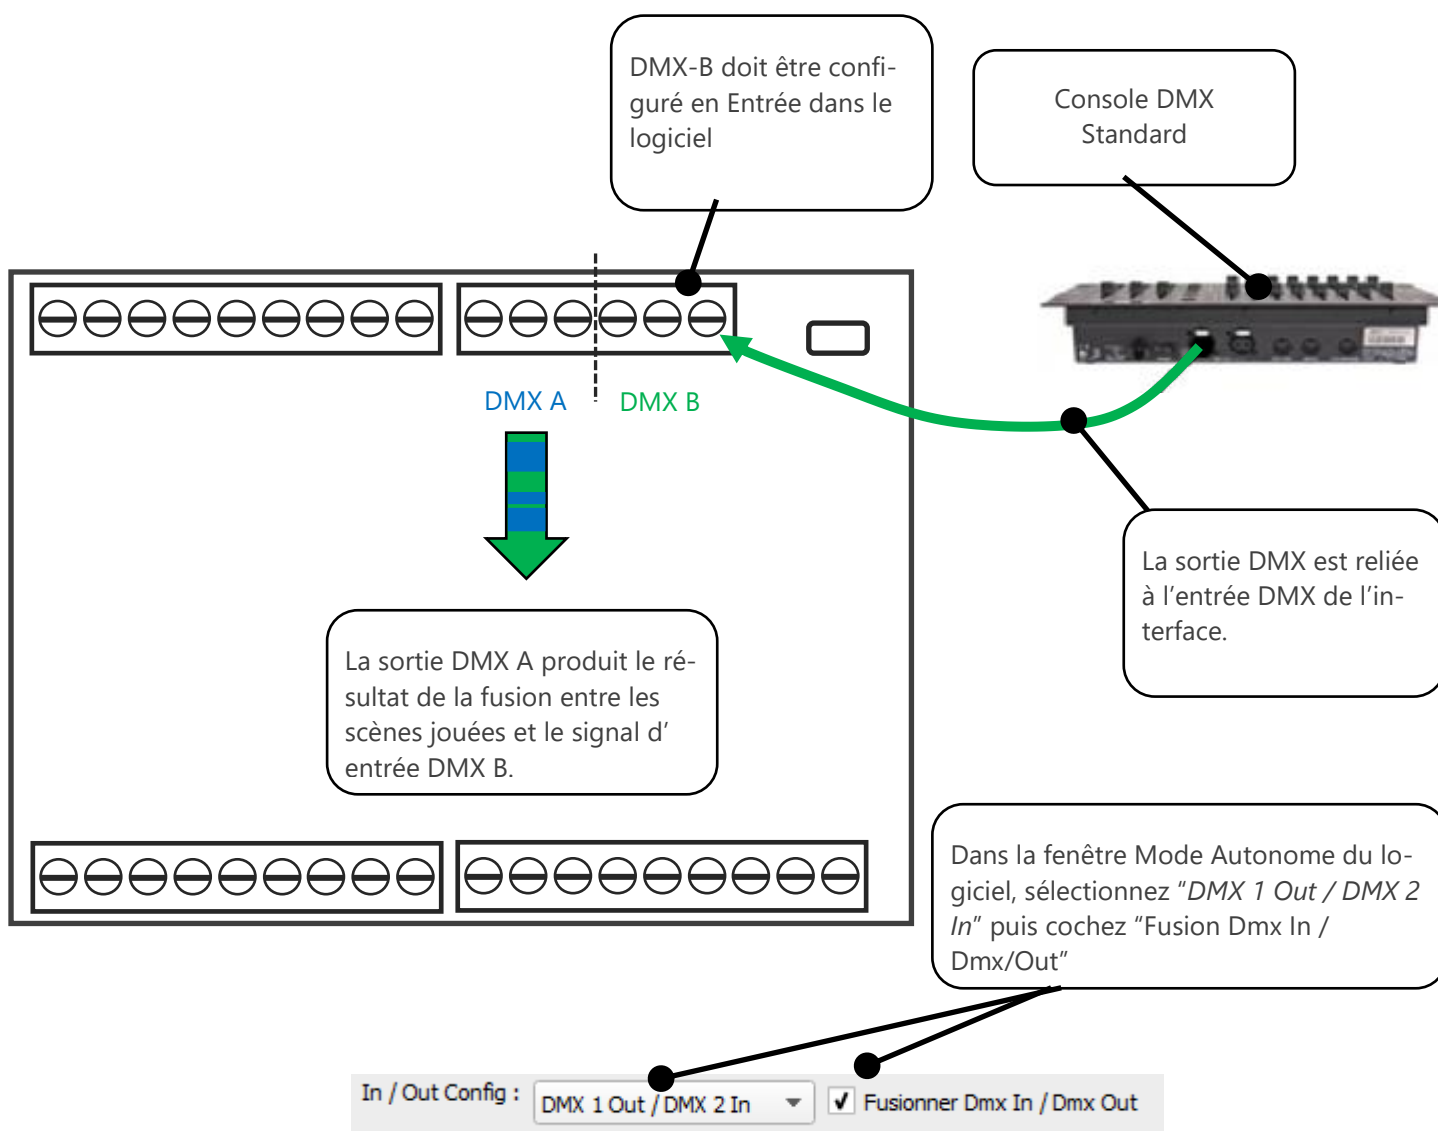 DMX-B doit être confi-
guré en Entrée dans le
logiciel
Console DMX
Standard
DMX A
DMX B
La sortie DMX est reliée
à l’entrée DMX de l’in-
terface.
La sortie DMX A produit le ré-
sultat de la fusion entre les
scènes jouées et le signal d’
entrée DMX B.
Dans la fenêtre Mode Autonome du lo-
giciel, sélectionnez “DMX 1 Out / DMX 2
In” puis cochez “Fusion Dmx In /
Dmx/Out”
In / Out Config :
DMX 1 Out / DMX 2 In
Fusionner Dmx In / Dmx Out